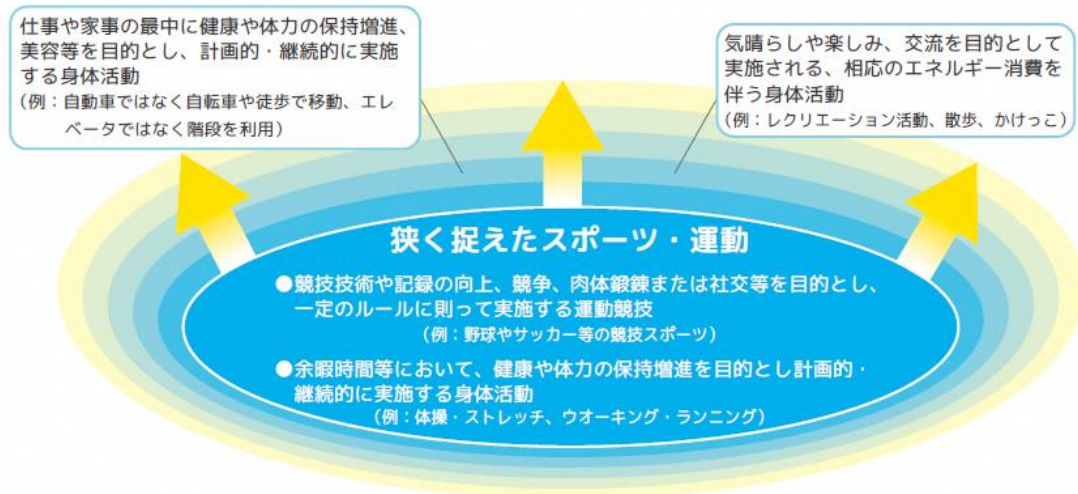 仕事や家事の最中に健康や体力の保持増進、
美容等を目的とし、計画的・継続的に実施
する身体活動
(例：自動車ではなく自転車や徒歩で移動、エレ
ベータではなく階段を利用)
気晴らしや楽しみ、交流を目的として
実施される、相応のエネルギー消費を
伴う身体活動
(例：レクリエーション活動、散歩、かけっこ)
狭く捉えたスポーツ・運動
●競技技術や記録の向上、競争、肉体鍛錬または社交等を目的とし、
一定のルールに則って実施する運動競技
(例：野球やサッカー等の競技スポーツ)
●余暇時間等において、健康や体力の保持増進を目的とし計画的・
継続的に実施する身体活動
(例：体操・ストレッチ、ウオーキング・ランニング)